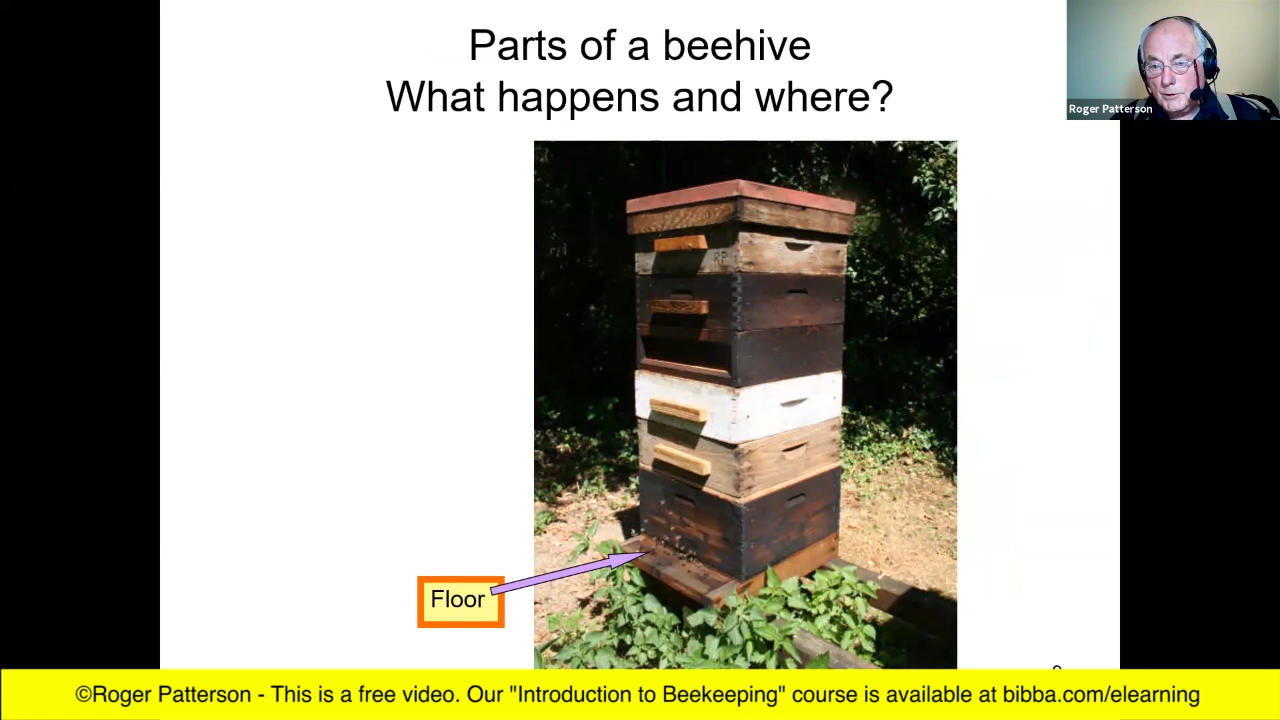 Parts of a beehive
What happens and where?
Roger Patterson
RP
Floor
©Roger Patterson - This is a free video. Our "Introduction to Beekeeping" course is available at bibba.com/elearning